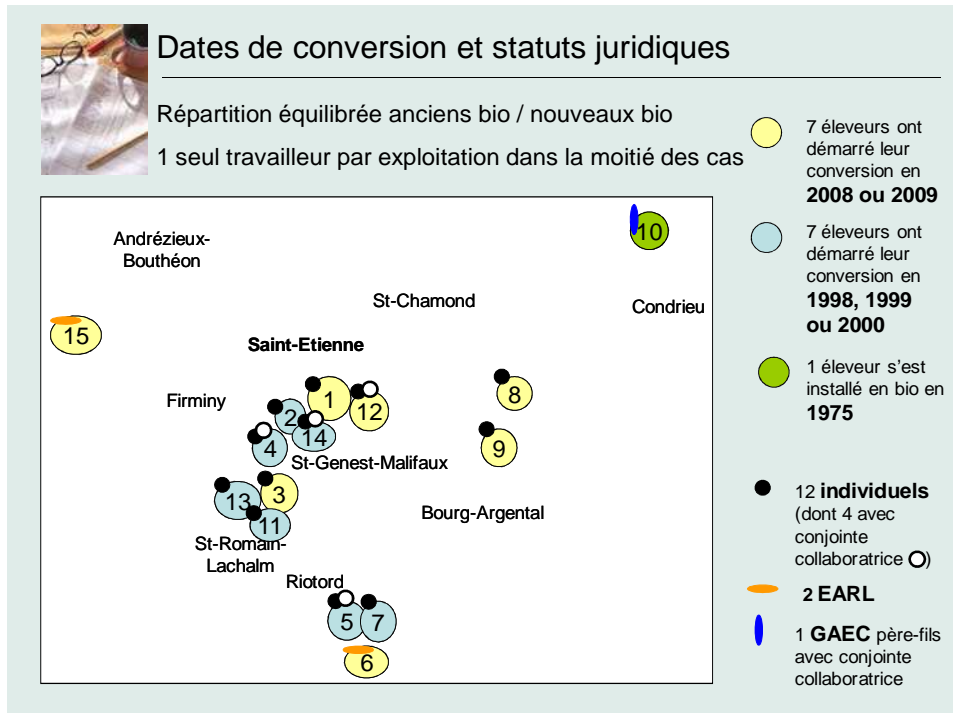 Dates de conversion et statuts juridiques
Répartition équilibrée anciens bio / nouveaux bio
1 seul travailleur par exploitation dans la moitié des cas
7 éleveurs ont
démarré leur
conversion en
2008 ou 2009
7 éleveurs ont
démarré leur
conversion en
1998, 1999
ou 2000
1 éleveur s'est
installé en bio en
1975
12 individuels
(dont 4 avec
conjointe
collaboratrice )
2 EARL
1 GAEC père-fils
avec conjointe
collaboratrice
10
Andrézieux-
Bouthéon
St-Chamond
Condrieu
15
Saint-Etienne
Firminy
1
12
8
2
14
4
9
St-Genest-Malifaux
13
3
11
Bourg-Argental
St-Romain-
Lachalm
Riotord
5
7
6